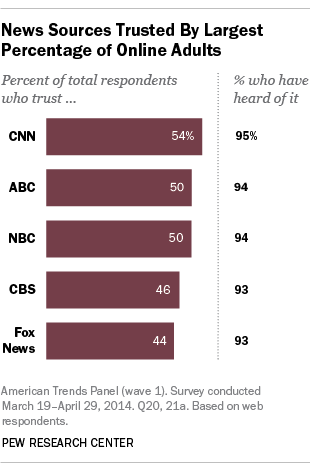 News Sources Trusted By Largest
Percentage of Online Adults
Percent of total respondents
who trust ...
% who have
heard of it
CNN 54% 95%
ABC 50 94
NBC 50 94
CBS 46 93
Fox
News 44 93
American Trends Panel (wave 1). Survey conducted
March 19–April 29, 2014. Q20, 21a. Based on web
respondents.
PEW RESEARCH CENTER